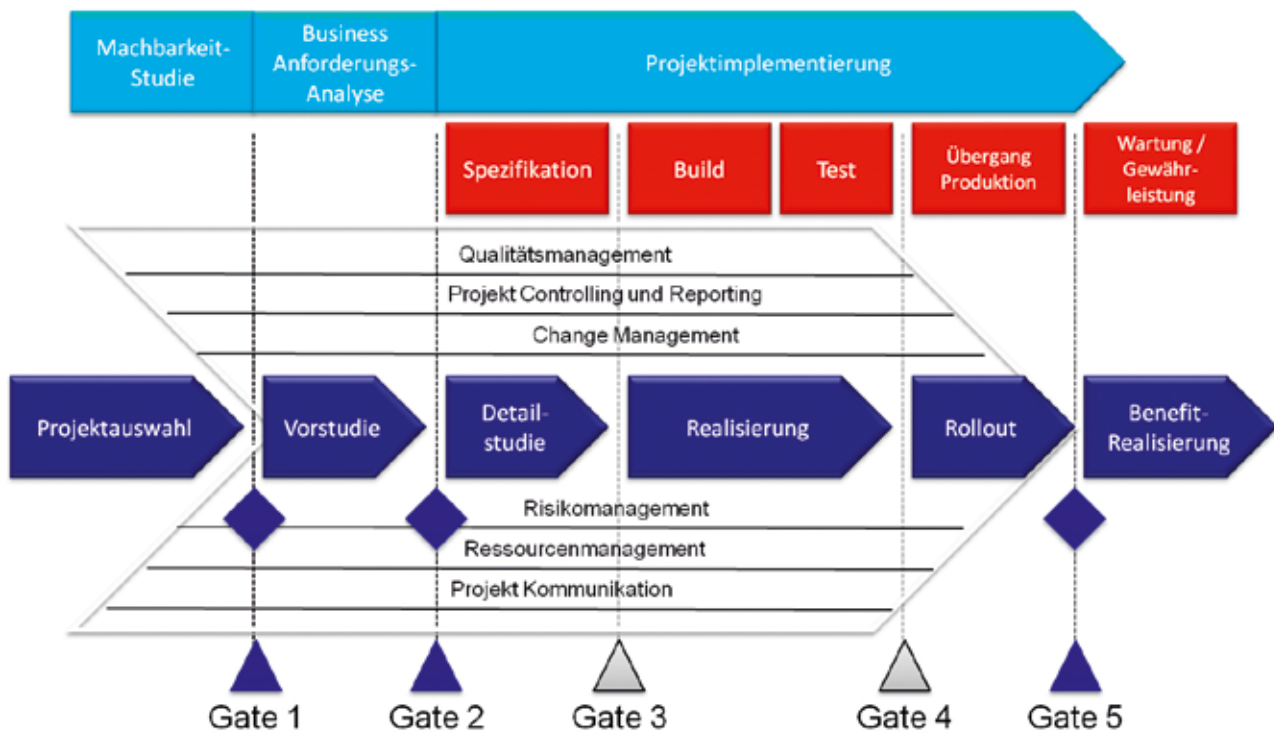 Machbarkeit-
Studie
Business
Anforderungs-
Analyse
Projektimplementierung
Spezifikation
Build
Test
Übergang
Produktion
Wartung /
Gewähr-
leistung
Qualitätsmanagement
Projekt Controlling und Reporting
Change Management
Projektauswahl
Vorstudie
Detail-
studie
Realisierung
Rollout
Benefit-
Realisierung
Risikomanagement
Ressourcenmanagement
Projekt Kommunikation
Gate 1
Gate 2
Gate 3
Gate 4
Gate 5